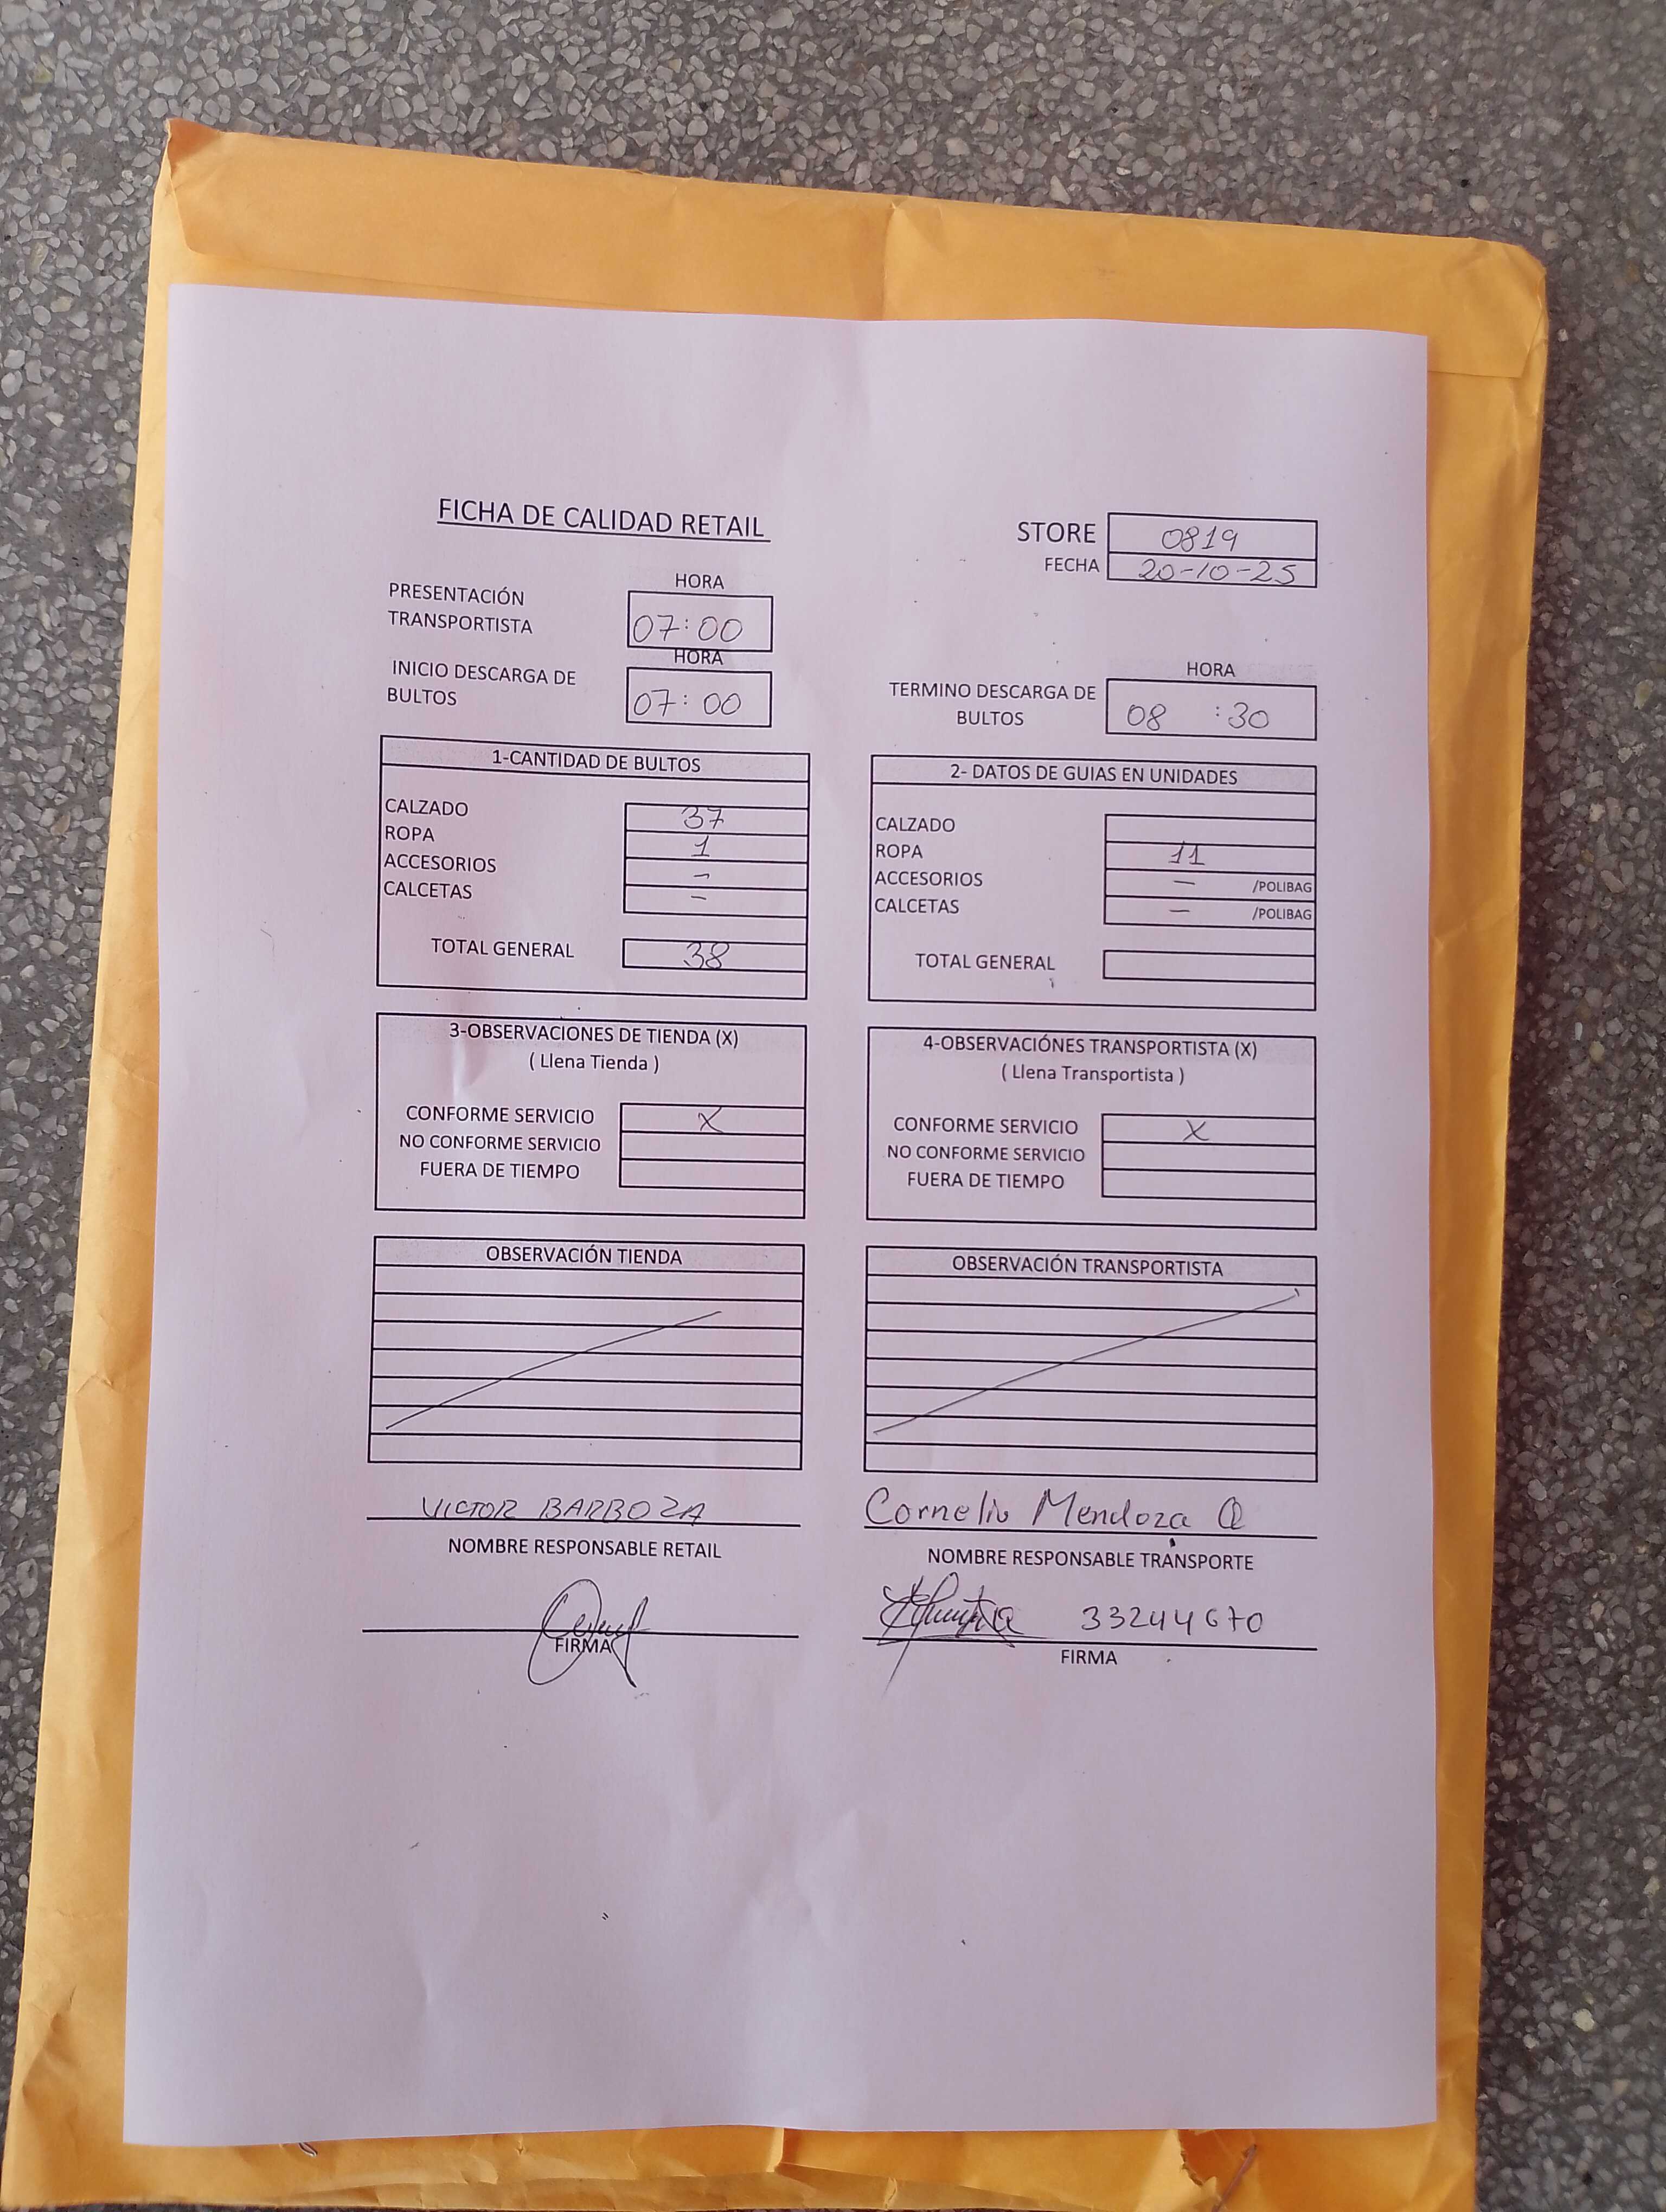 FICHA DE CALIDAD RETAIL
STORE 0819
FECHA 20-10-25
HORA
PRESENTACIÓN TRANSPORTISTA 07:00
HORA
INICIO DESCARGA DE BULTOS 07:00
HORA
TERMINO DESCARGA DE BULTOS 08 :30
1-CANTIDAD DE BULTOS
CALZADO 37
ROPA 1
ACCESORIOS -
CALCETAS -
TOTAL GENERAL 38
2- DATOS DE GUIAS EN UNIDADES
CALZADO
ROPA 11
ACCESORIOS — /POLIBAG
CALCETAS — /POLIBAG
TOTAL GENERAL
3-OBSERVACIONES DE TIENDA (X)
( Llena Tienda )
CONFORME SERVICIO X
NO CONFORME SERVICIO
FUERA DE TIEMPO
4-OBSERVACIÓNES TRANSPORTISTA (X)
( Llena Transportista )
CONFORME SERVICIO X
NO CONFORME SERVICIO
FUERA DE TIEMPO
OBSERVACIÓN TIENDA
OBSERVACIÓN TRANSPORTISTA
VICTOR BARBOZA
NOMBRE RESPONSABLE RETAIL
FIRMA
Cornelio Mendoza Q
NOMBRE RESPONSABLE TRANSPORTE
33244670
FIRMA